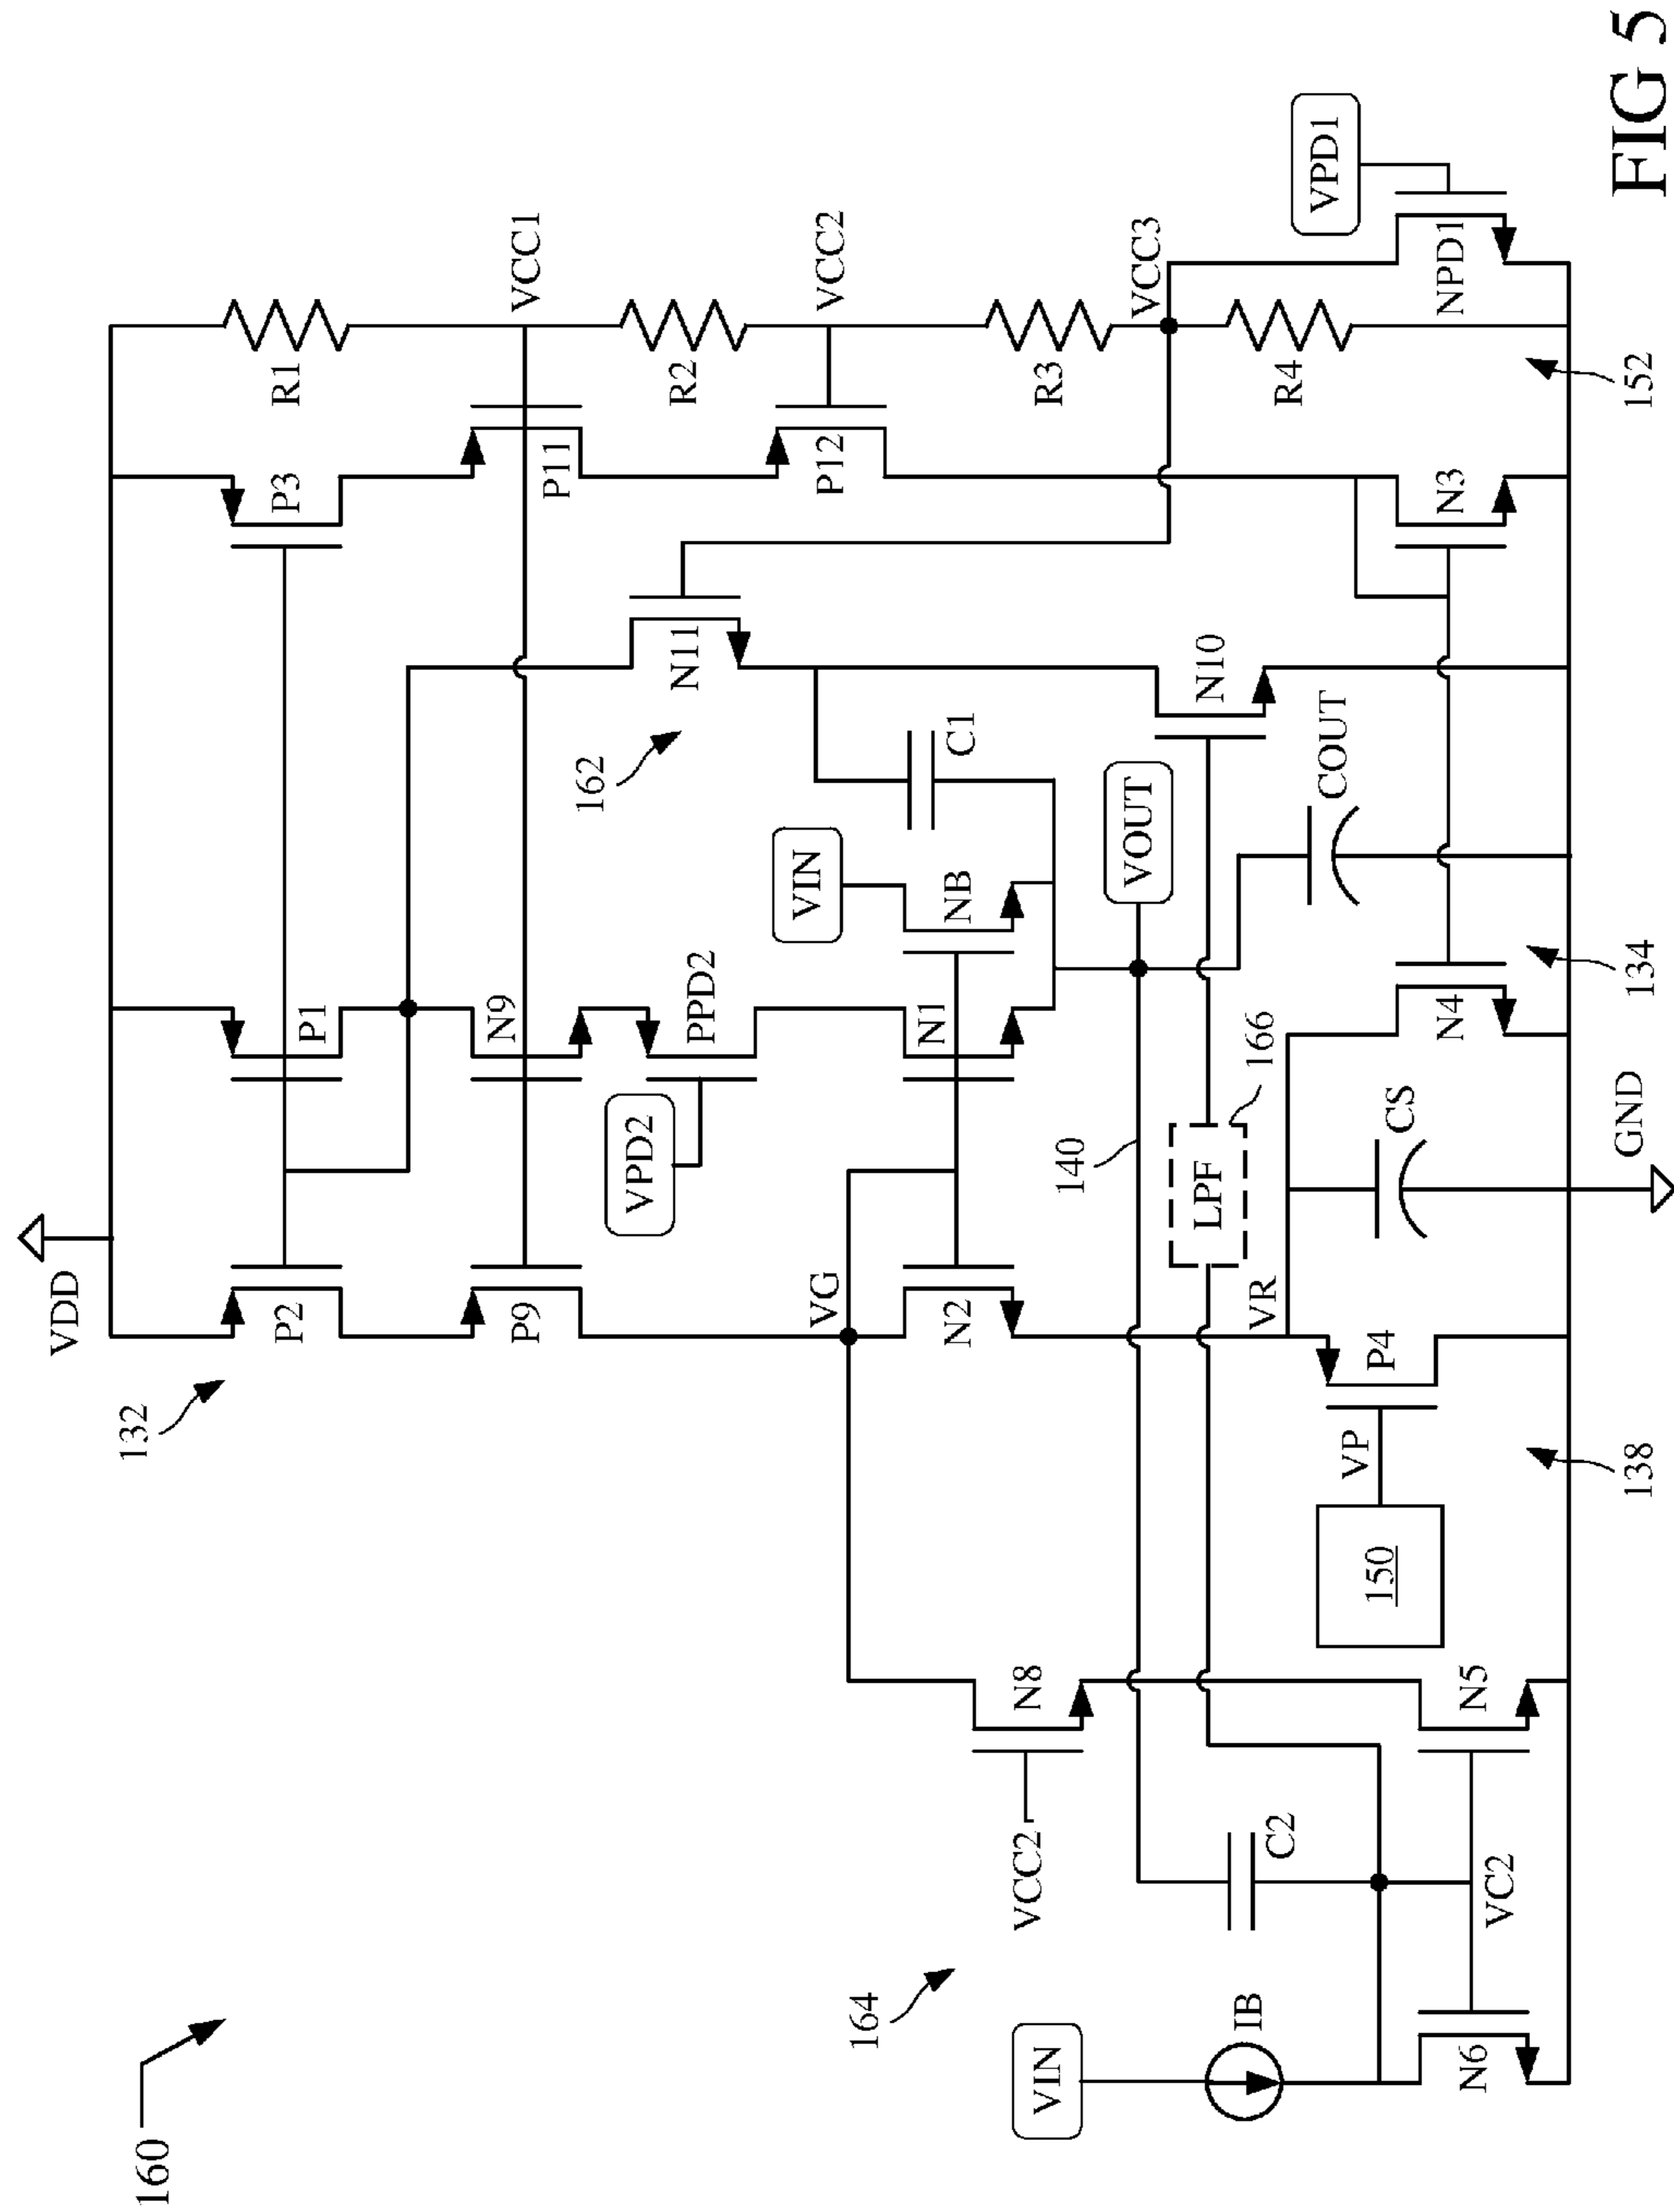 160
VDD
132
P2
P1
P3
R1
VCC1
P9
N9
P11
R2
VPD2
PPD2
162
N11
VCC2
P12
VG
VIN
NB
C1
N2
N1
R3
164
VCC2
N8
VOUT
140
VCC3
VIN
IB
C2
LPF
166
N10
R4
VPD1
VR
COUT
150
VP
P4
CS
N6
VC2
N5
N4
N3
NPD1
138
134
152
GND
FIG 5